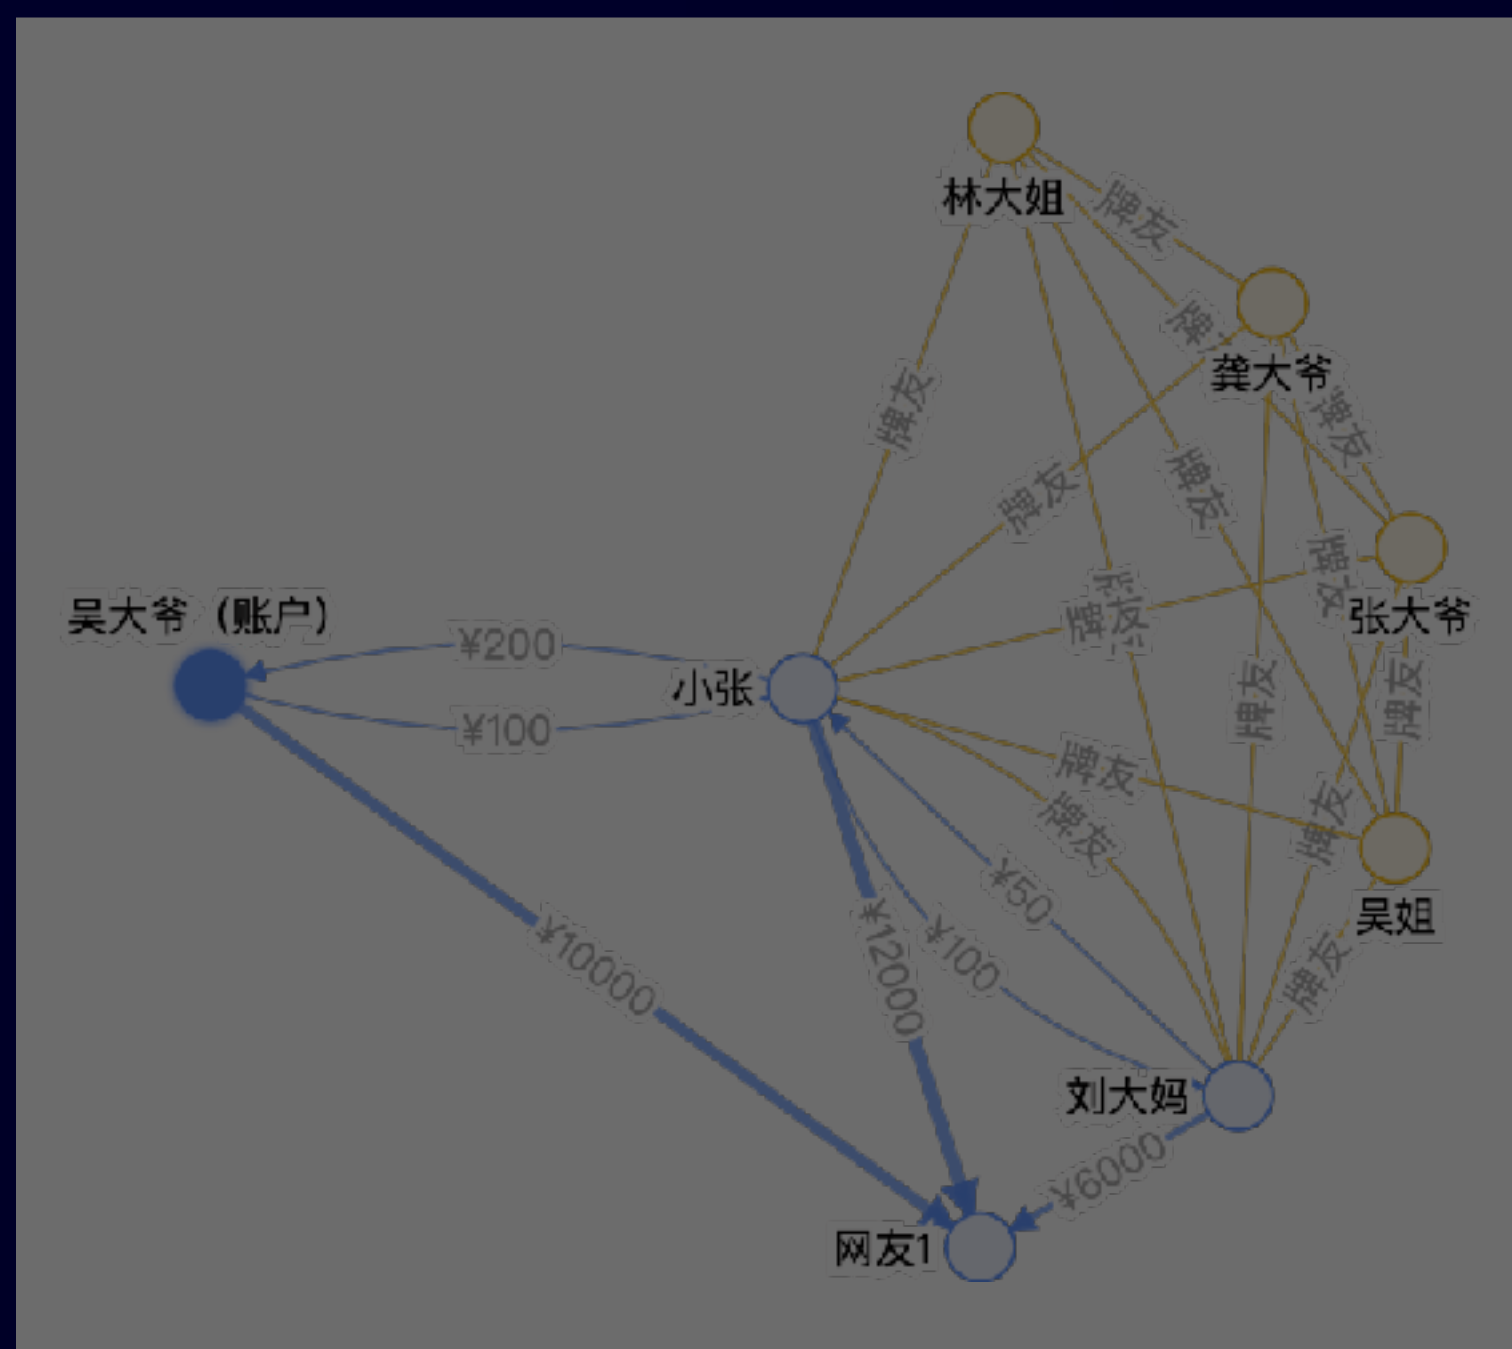 林大姐
牌友
牌
龚大爷
牌友
牌友
牌友
牌友
牌友
张大爷
牌友
吴大爷（账户）
¥200
小张
¥100
牌友
牌友
牌友
牌友
牌友
吴姐
¥50
¥100
¥10000
¥12000
牌友
刘大妈
¥6000
网友1